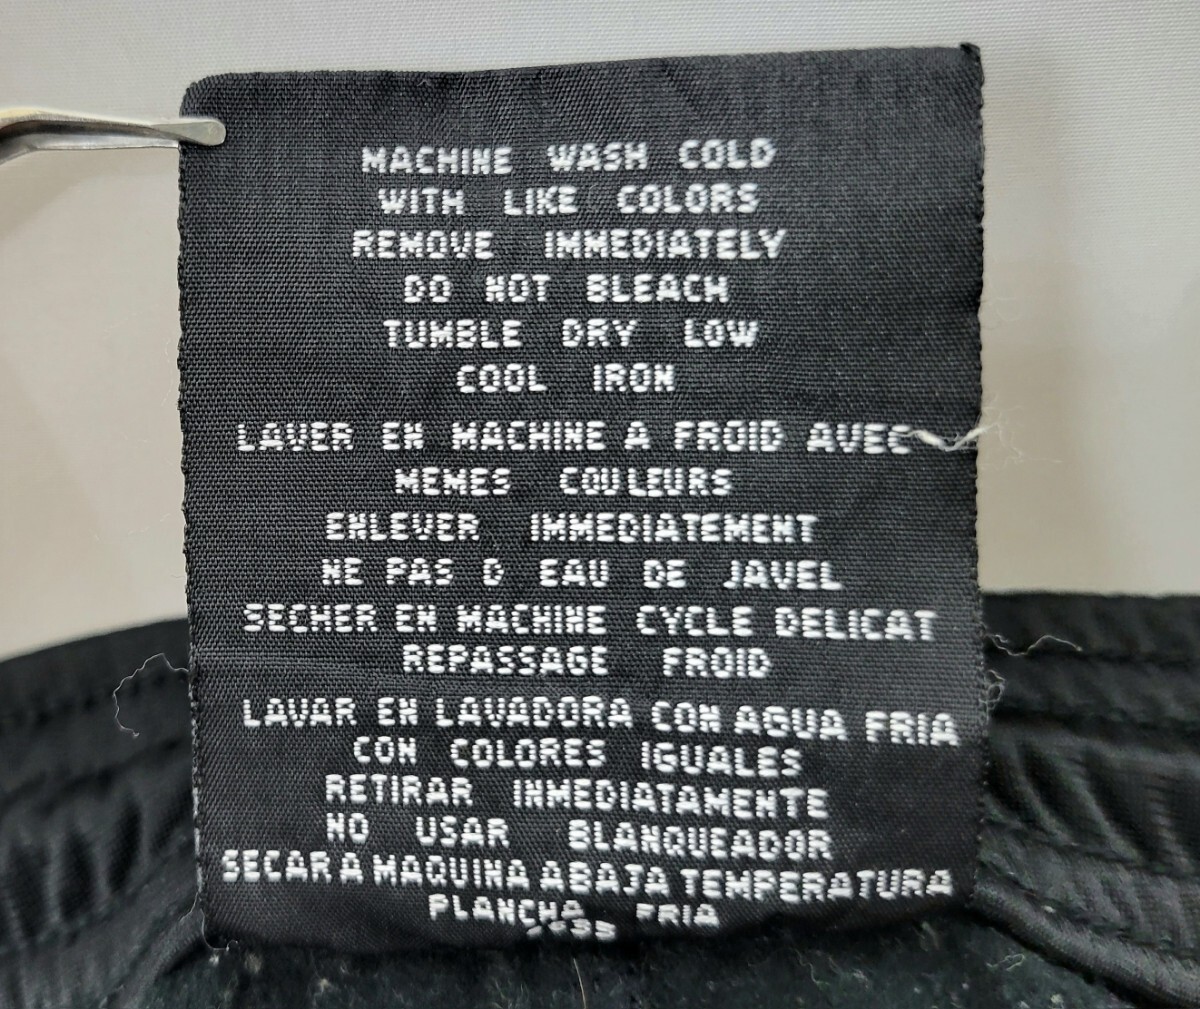 MACHINE WASH COLD
WITH LIKE COLORS
REMOVE IMMEDIATELY
DO NOT BLEACH
TUMBLE DRY LOW
COOL IRON
LAVER EN MACHINE A FROID AVEC
MEMES COULEURS
ENLEVER IMMEDIATEMENT
NE PAS D EAU DE JAVEL
SECHER EN MACHINE CYCLE DELICAT
REPASSAGE FROID
LAVAR EN LAVADORA CON AGUA FRIA
CON COLORES IGUALES
RETIRAR INMEDIATAMENTE
NO USAR BLANQUEADOR
SECAR A MAQUINA ABAJA TEMPERATURA
PLANCHA FRIA